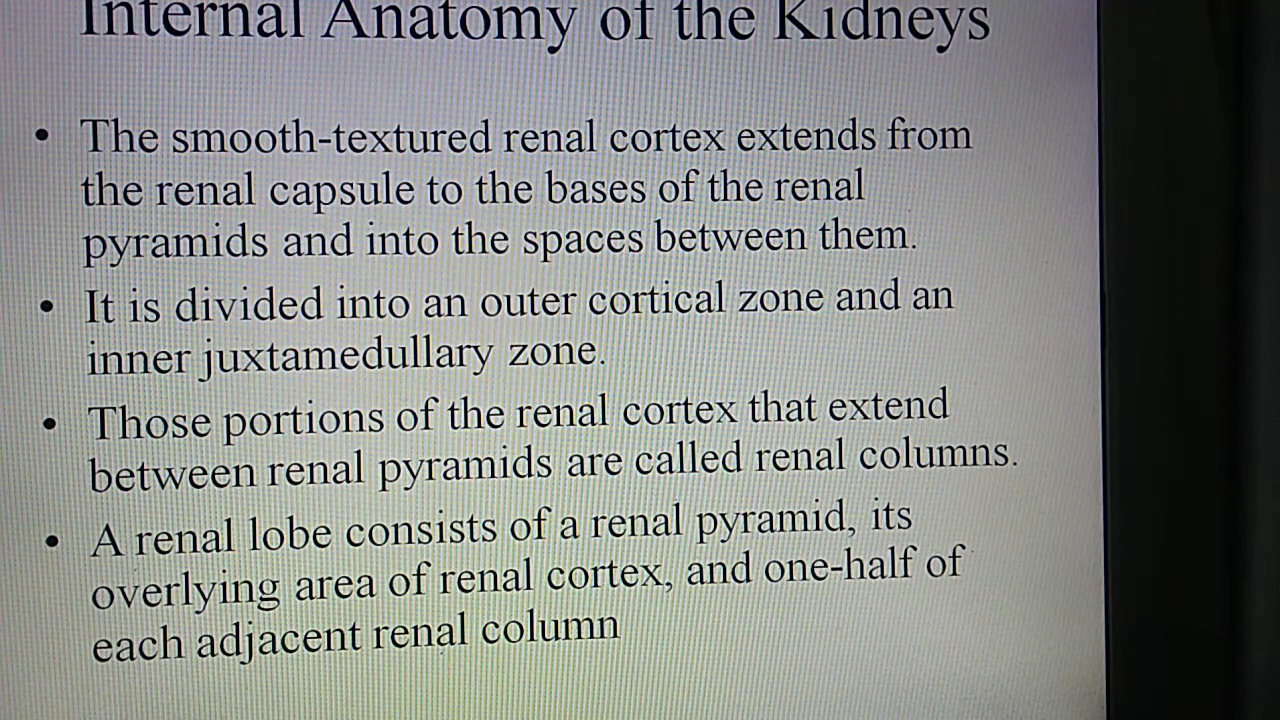 Internal Anatomy of the Kidneys
• The smooth-textured renal cortex extends from
the renal capsule to the bases of the renal
pyramids and into the spaces between them.
• It is divided into an outer cortical zone and an
inner juxtamedullary zone.
• Those portions of the renal cortex that extend
between renal pyramids are called renal columns.
• A renal lobe consists of a renal pyramid, its
overlying area of renal cortex, and one-half of
each adjacent renal column